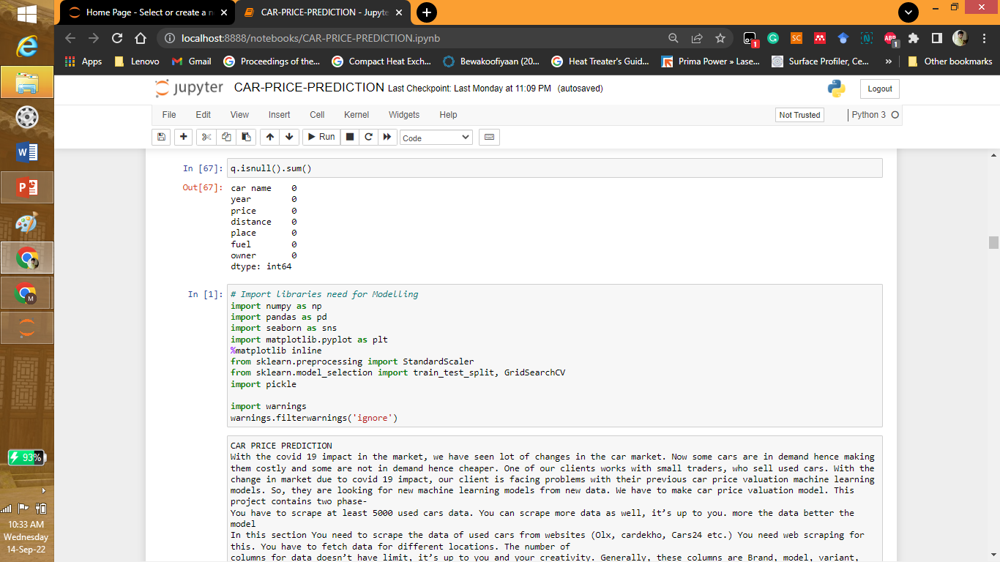 Home Page - Select or create a n
CAR-PRICE-PREDICTION - Jupyte
localhost:8888/notebooks/CAR-PRICE-PREDICTION.ipynb
1
SC
ABP
1
Apps
Lenovo
Gmail
Proceedings of the...
Compact Heat Exch...
Bewakoofiyaan (20...
Heat Treater's Guid...
Prima Power » Lase...
Surface Profiler, Ce...
»
Other bookmarks
jupyter
CAR-PRICE-PREDICTION Last Checkpoint: Last Monday at 11:09 PM (autosaved)
Logout
File Edit View Insert Cell Kernel Widgets Help
Not Trusted
Python 3
Run
Code
In [67]: q.isnull().sum()
Out[67]: car name 0
year 0
price 0
distance 0
place 0
fuel 0
owner 0
dtype: int64
In [1]: # Import libraries need for Modelling
import numpy as np
import pandas as pd
import seaborn as sns
import matplotlib.pyplot as plt
%matplotlib inline
from sklearn.preprocessing import StandardScaler
from sklearn.model_selection import train_test_split, GridSearchCV
import pickle
import warnings
warnings.filterwarnings('ignore')
CAR PRICE PREDICTION
With the covid 19 impact in the market, we have seen lot of changes in the car market. Now some cars are in demand hence making
them costly and some are not in demand hence cheaper. One of our clients works with small traders, who sell used cars. With the
change in market due to covid 19 impact, our client is facing problems with their previous car price valuation machine learning
models. So, they are looking for new machine learning models from new data. We have to make car price valuation model. This
project contains two phase-
You have to scrape at least 5000 used cars data. You can scrape more data as well, it’s up to you. more the data better the
model
In this section You need to scrape the data of used cars from websites (Olx, cardekho, Cars24 etc.) You need web scraping for
this. You have to fetch data for different locations. The number of
columns for data doesn’t have limit, it’s up to you and your creativity. Generally, these columns are Brand, model, variant,
W
P
M
93%
10:33 AM
Wednesday
14-Sep-22